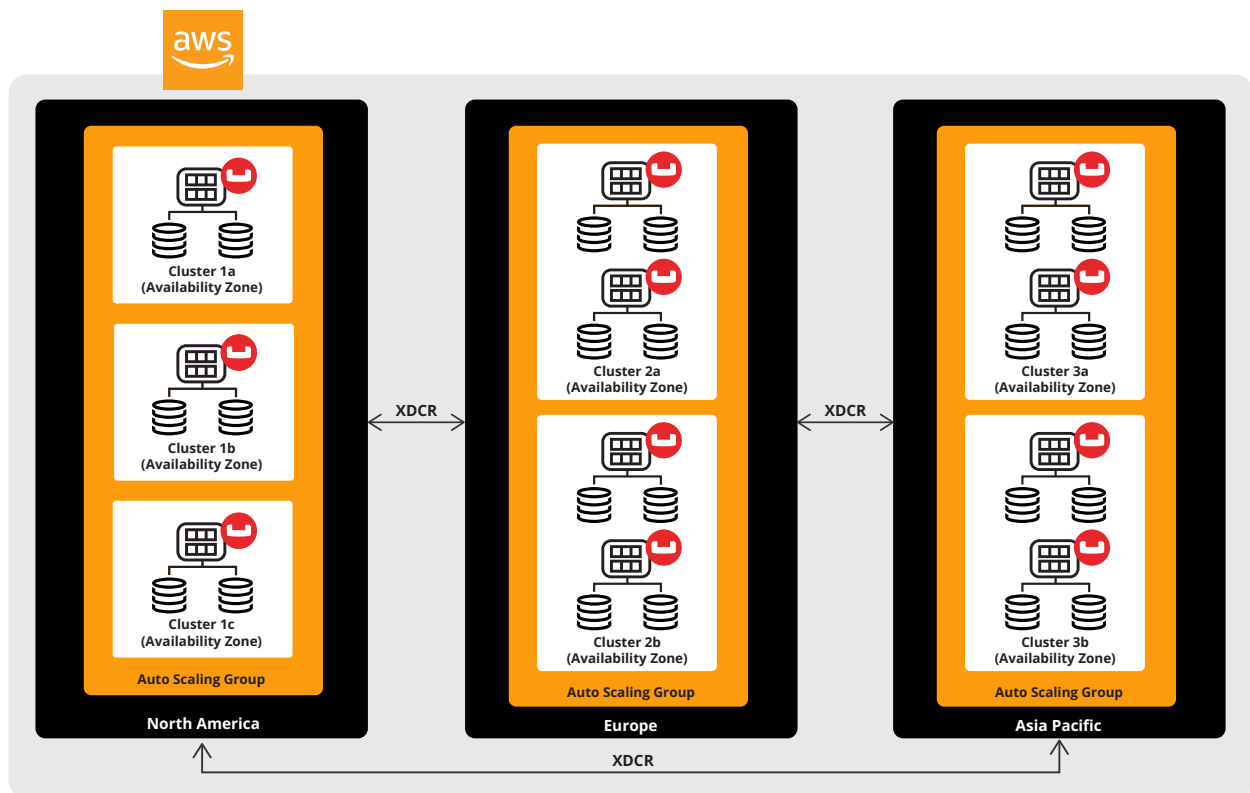 aws
Cluster 1a
(Availability Zone)
Cluster 1b
(Availability Zone)
Cluster 1c
(Availability Zone)
Auto Scaling Group
North America
XDCR
Cluster 2a
(Availability Zone)
Cluster 2b
(Availability Zone)
Auto Scaling Group
Europe
XDCR
Cluster 3a
(Availability Zone)
Cluster 3b
(Availability Zone)
Auto Scaling Group
Asia Pacific
XDCR